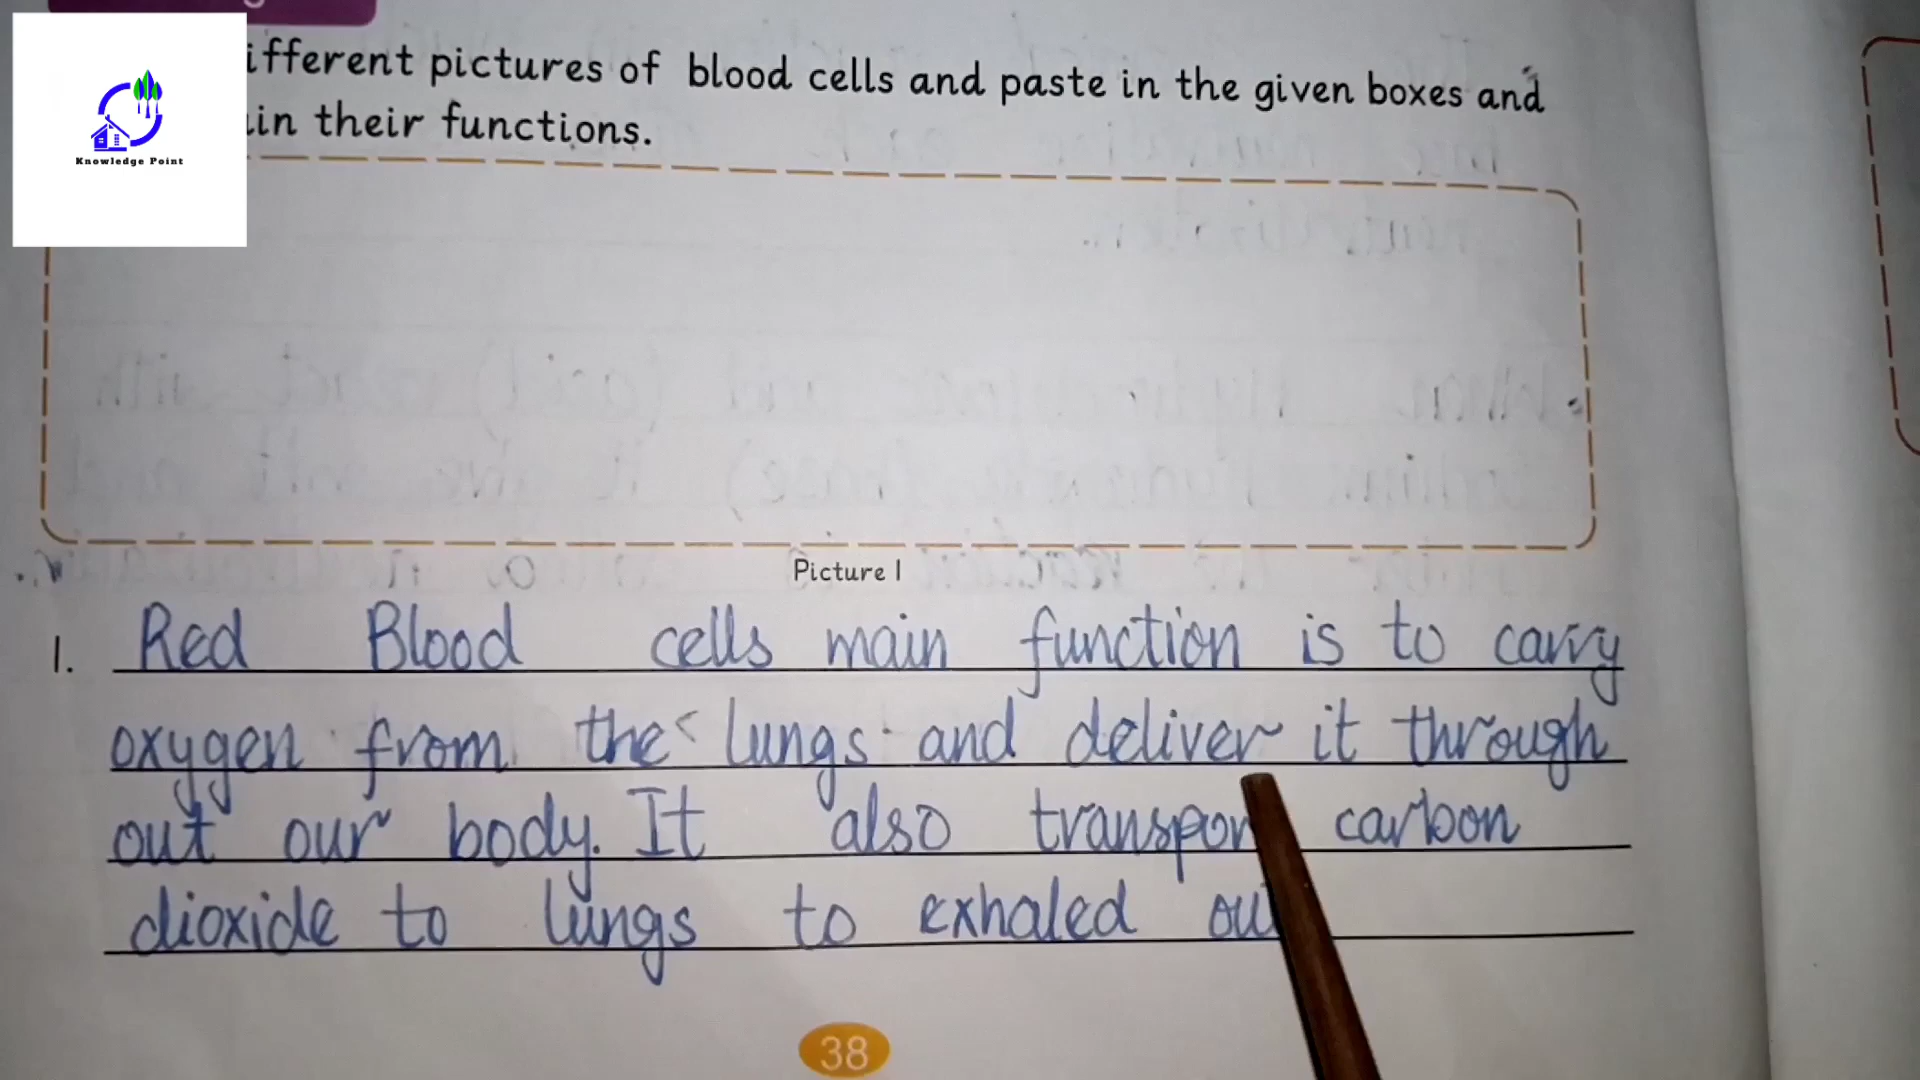 Knowledge Point
ifferent pictures of blood cells and paste in the given boxes and
in their functions.
Picture 1
1. Red Blood cells main function is to carry
oxygen from the lungs and deliver it through
out our body. It also transpor carbon
dioxide to lungs to exhaled ou
38